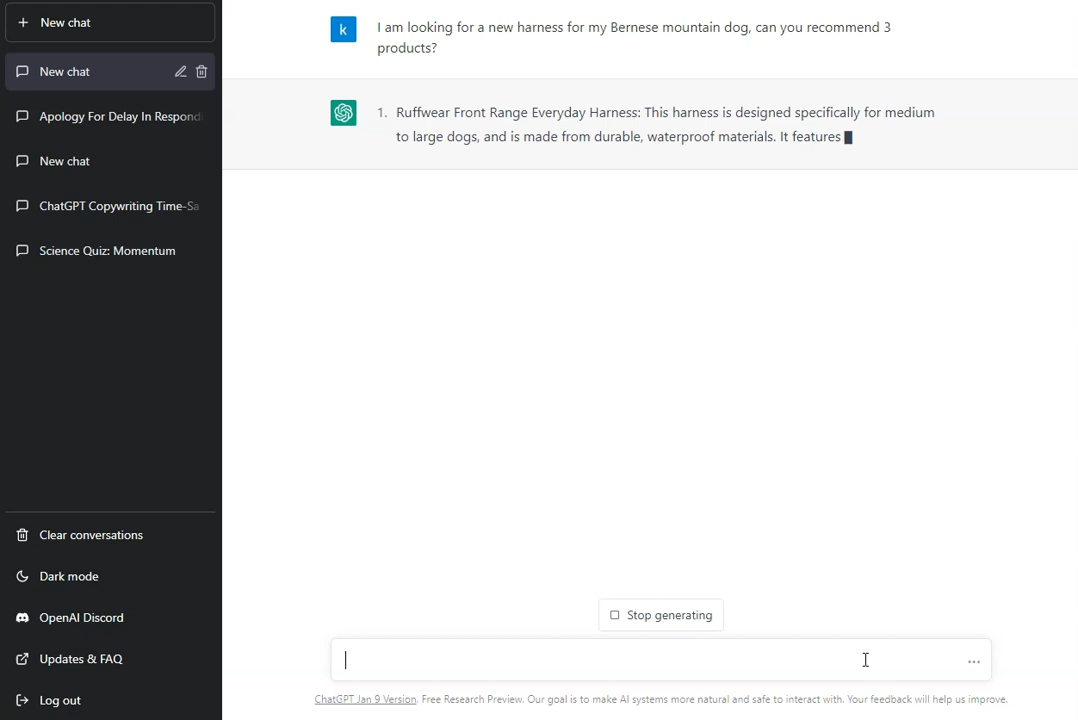 New chat
New chat
Apology For Delay In Respond
New chat
ChatGPT Copywriting Time-Sa
Science Quiz: Momentum
Clear conversations
Dark mode
OpenAI Discord
Updates & FAQ
Log out
k
I am looking for a new harness for my Bernese mountain dog, can you recommend 3
products?
1. Ruffwear Front Range Everyday Harness: This harness is designed specifically for medium
to large dogs, and is made from durable, waterproof materials. It features
Stop generating
ChatGPT Jan 9 Version. Free Research Preview. Our goal is to make AI systems more natural and safe to interact with. Your feedback will help us improve.